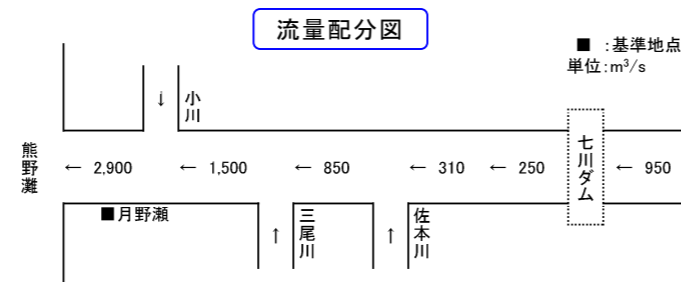 流量配分図
■ :基準地点
単位:m³/s
↓
小川
熊野灘
← 2,900
← 1,500
← 850
← 310
← 250
七川ダム
← 950
■月野瀬
↑
三尾川
↑
佐本川